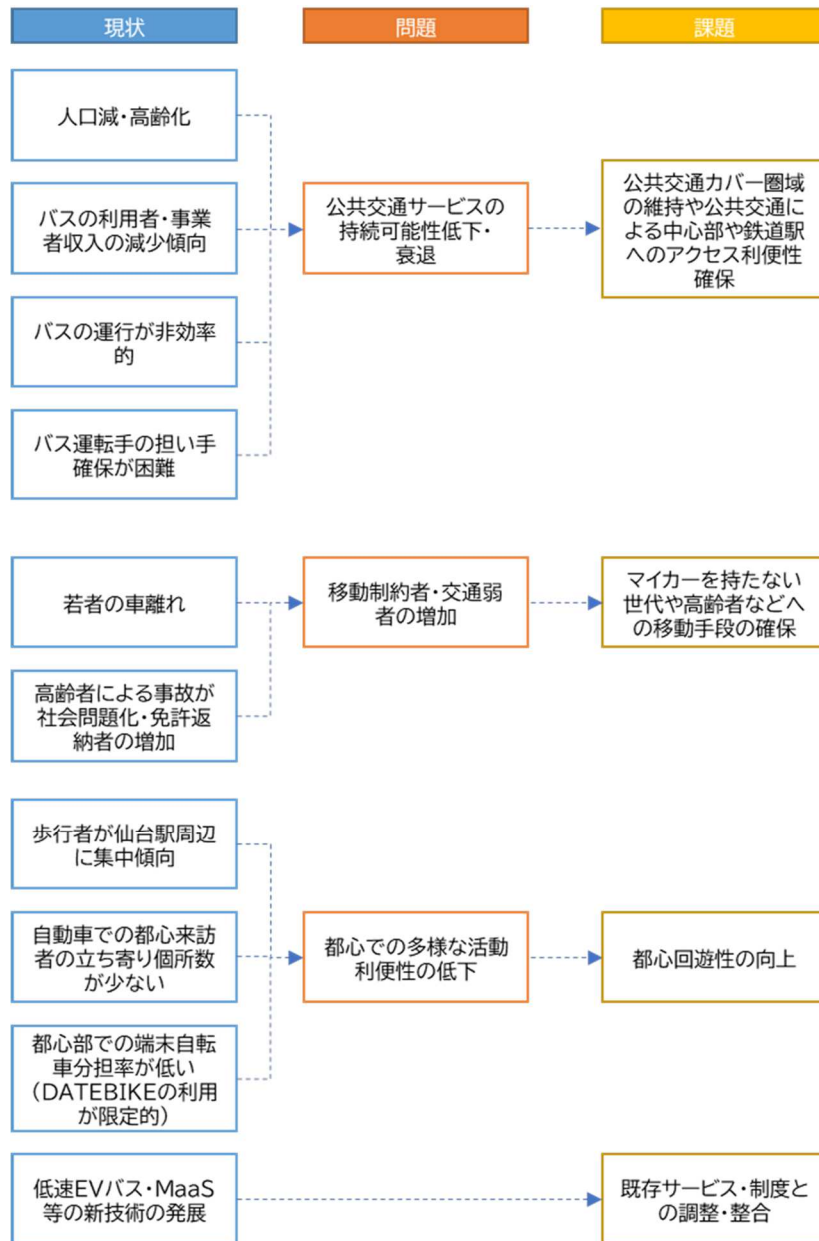 現状
問題
課題
人口減・高齢化
バスの利用者・事業
者収入の減少傾向
バスの運行が非効率
的
バス運転手の担い手
確保が困難
公共交通サービスの
持続可能性低下・
衰退
公共交通カバー圏域
の維持や公共交通に
よる中心部や鉄道駅
へのアクセス利便性
確保
若者の車離れ
高齢者による事故が
社会問題化・免許返
納者の増加
移動制約者・交通弱
者の増加
マイカーを持たない
世代や高齢者などへ
の移動手段の確保
歩行者が仙台駅周辺
に集中傾向
自動車での都心来訪
者の立ち寄り個所数
が少ない
都心部での端末自転
車分担率が低い
（DATEBIKEの利用
が限定的）
都心での多様な活動
利便性の低下
都心回遊性の向上
低速EVバス・MaaS
等の新技術の発展
既存サービス・制度と
の調整・整合